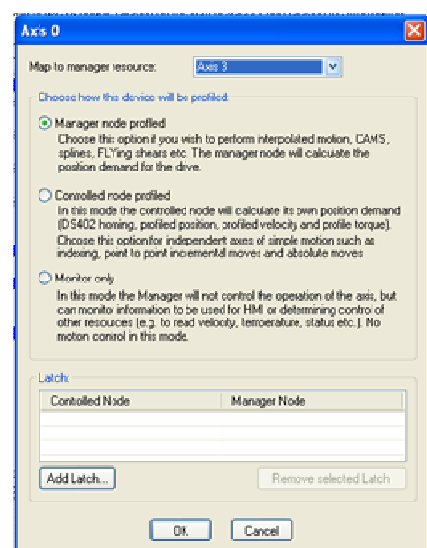 Axis 0
Map to manager resource: Axis 3
Choose how this device will be profiled:
Manager node profiled
Choose this option if you wish to perform interpolated motion, CAMS,
splines, FLYing shears etc. The manager node will calculate the
position demand for the drive.
Controlled node profiled
In this mode the controlled node will calculate its own position demand
(DS402 homing, profiled position, profiled velocity and profile torque).
Choose this option for independent axes of simple motion such as
indexing, point to point incremental moves and absolute moves
Monitor only
In this mode the Manager will not control the operation of the axis, but
can monitor information to be used for HMI or determining control of
other resources (e.g. to read velocity, temperature, status etc.). No
motion control in this mode.
Latch:
Controlled Node Manager Node
Add Latch... Remove selected Latch
OK Cancel